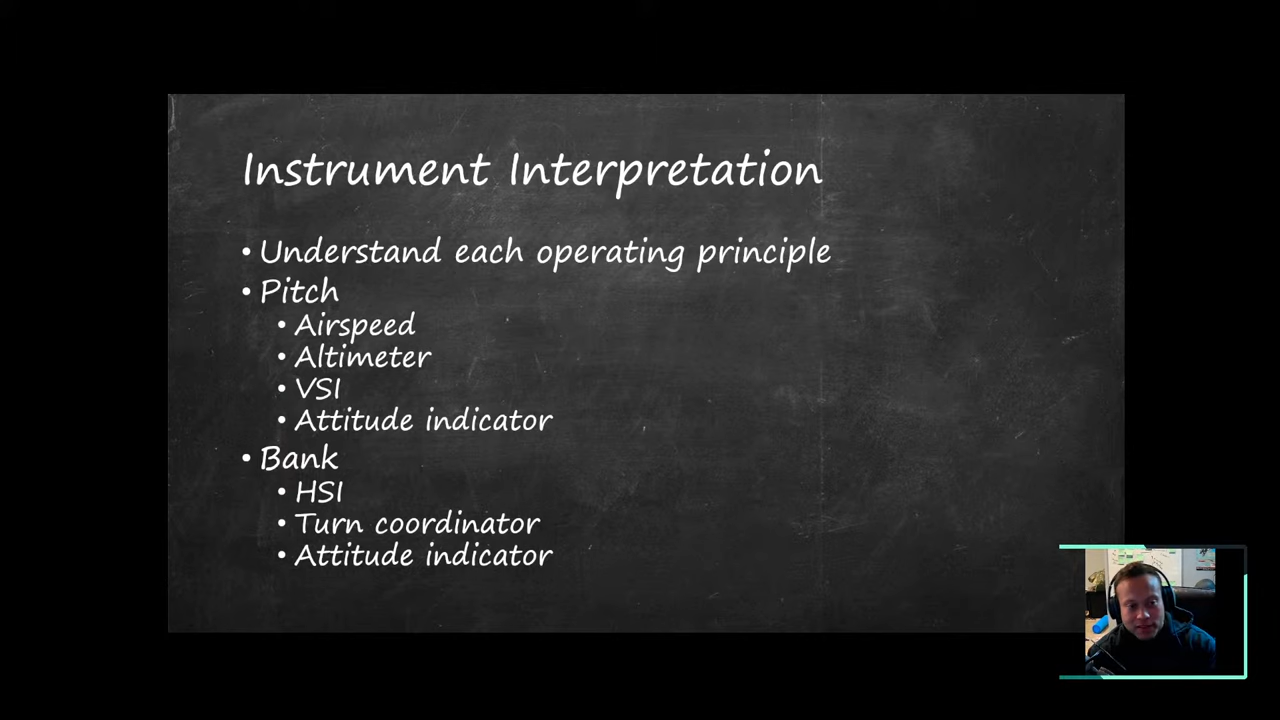 Instrument Interpretation
• Understand each operating principle
• Pitch
• Airspeed
• Altimeter
• VSI
• Attitude indicator
• Bank
• HSI
• Turn coordinator
• Attitude indicator